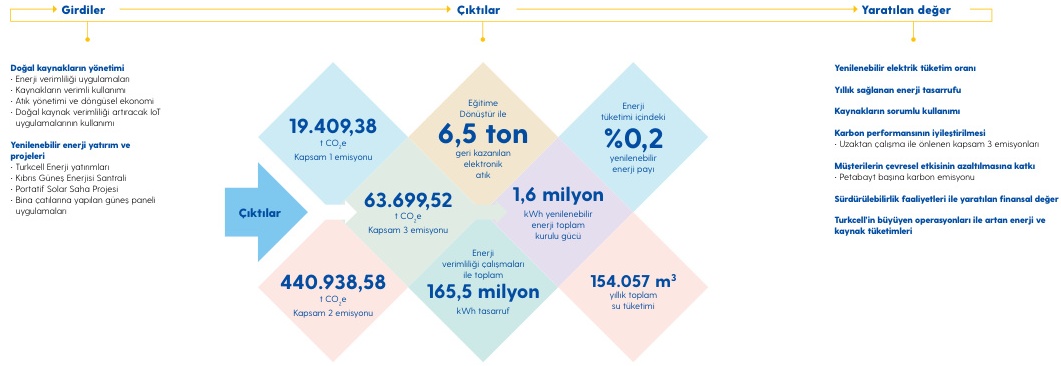 Girdiler
Çıktılar
Yaratılan değer
Doğal kaynakların yönetimi
· Enerji verimliliği uygulamaları
· Kaynakların verimli kullanımı
· Atık yönetimi ve döngüsel ekonomi
· Doğal kaynak verimliliği artıracak IoT
uygulamalarının kullanımı
Yenilenebilir enerji yatırım ve
projeleri
· Turkcell Enerji yatırımları
· Kıbrıs Güneş Enerjisi Santrali
· Portatif Solar Saha Projesi
· Bina çatılarına yapılan güneş paneli
uygulamaları
Çıktılar
19.409,38
t CO₂e
Kapsam 1 emisyonu
Eğitime
Dönüştür ile
6,5 ton
geri kazanılan
elektronik
atık
Enerji
tüketimi içindeki
%0,2
yenilenebilir
enerji payı
63.699,52
t CO₂e
Kapsam 3 emisyonu
1,6 milyon
kWh yenilenebilir
enerji toplam
kurulu gücü
440.938,58
t CO₂e
Kapsam 2 emisyonu
Enerji
verimliliği çalışmaları
ile toplam
165,5 milyon
kWh tasarruf
154.057 m³
yıllık toplam
su tüketimi
Yenilenebilir elektrik tüketim oranı
Yıllık sağlanan enerji tasarrufu
Kaynakların sorumlu kullanımı
Karbon performansının iyileştirilmesi
· Uzaktan çalışma ile önlenen kapsam 3 emisyonları
Müşterilerin çevresel etkisinin azaltılmasına katkı
· Petabayt başına karbon emisyonu
Sürdürülebilirlik faaliyetleri ile yaratılan finansal değer
Turkcell'in büyüyen operasyonları ile artan enerji ve
kaynak tüketimleri